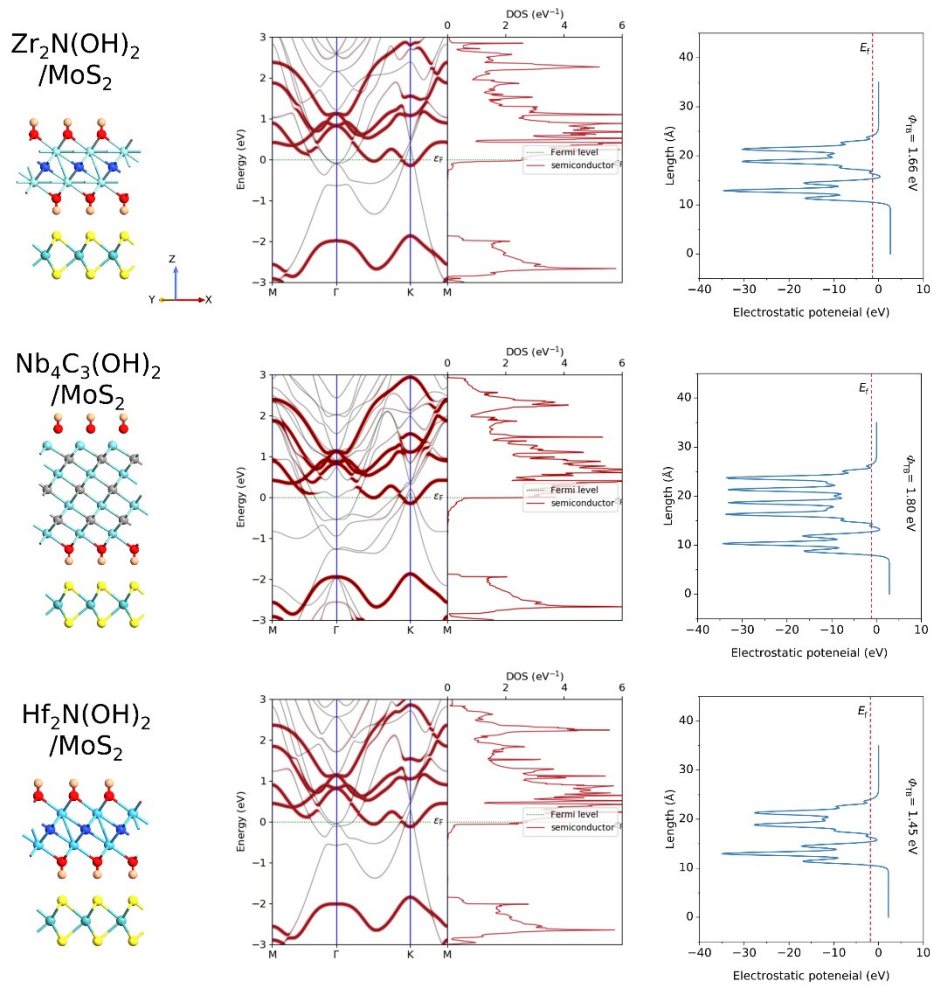 Zr₂N(OH)₂
/MoS₂
Z
Y
X
DOS (eV⁻¹)
0 2 4 6
Energy (eV)
3
2
1
0
−1
−2
−3
M Γ K M
εF
Fermi level
semiconductor
Length (Å)
40
30
20
10
0
Ef
ΦTB = 1.66 eV
−40 −30 −20 −10 0 10
Electrostatic poteneial (eV)
Nb₄C₃(OH)₂
/MoS₂
DOS (eV⁻¹)
0 2 4 6
Energy (eV)
3
2
1
0
−1
−2
−3
M Γ K M
εF
Fermi level
semiconductor
Length (Å)
40
30
20
10
0
Ef
ΦTB = 1.80 eV
−40 −30 −20 −10 0 10
Electrostatic poteneial (eV)
Hf₂N(OH)₂
/MoS₂
DOS (eV⁻¹)
0 2 4 6
Energy (eV)
3
2
1
0
−1
−2
−3
M Γ K M
εF
Fermi level
semiconductor
Length (Å)
40
30
20
10
0
Ef
ΦTB = 1.45 eV
−40 −30 −20 −10 0 10
Electrostatic poteneial (eV)